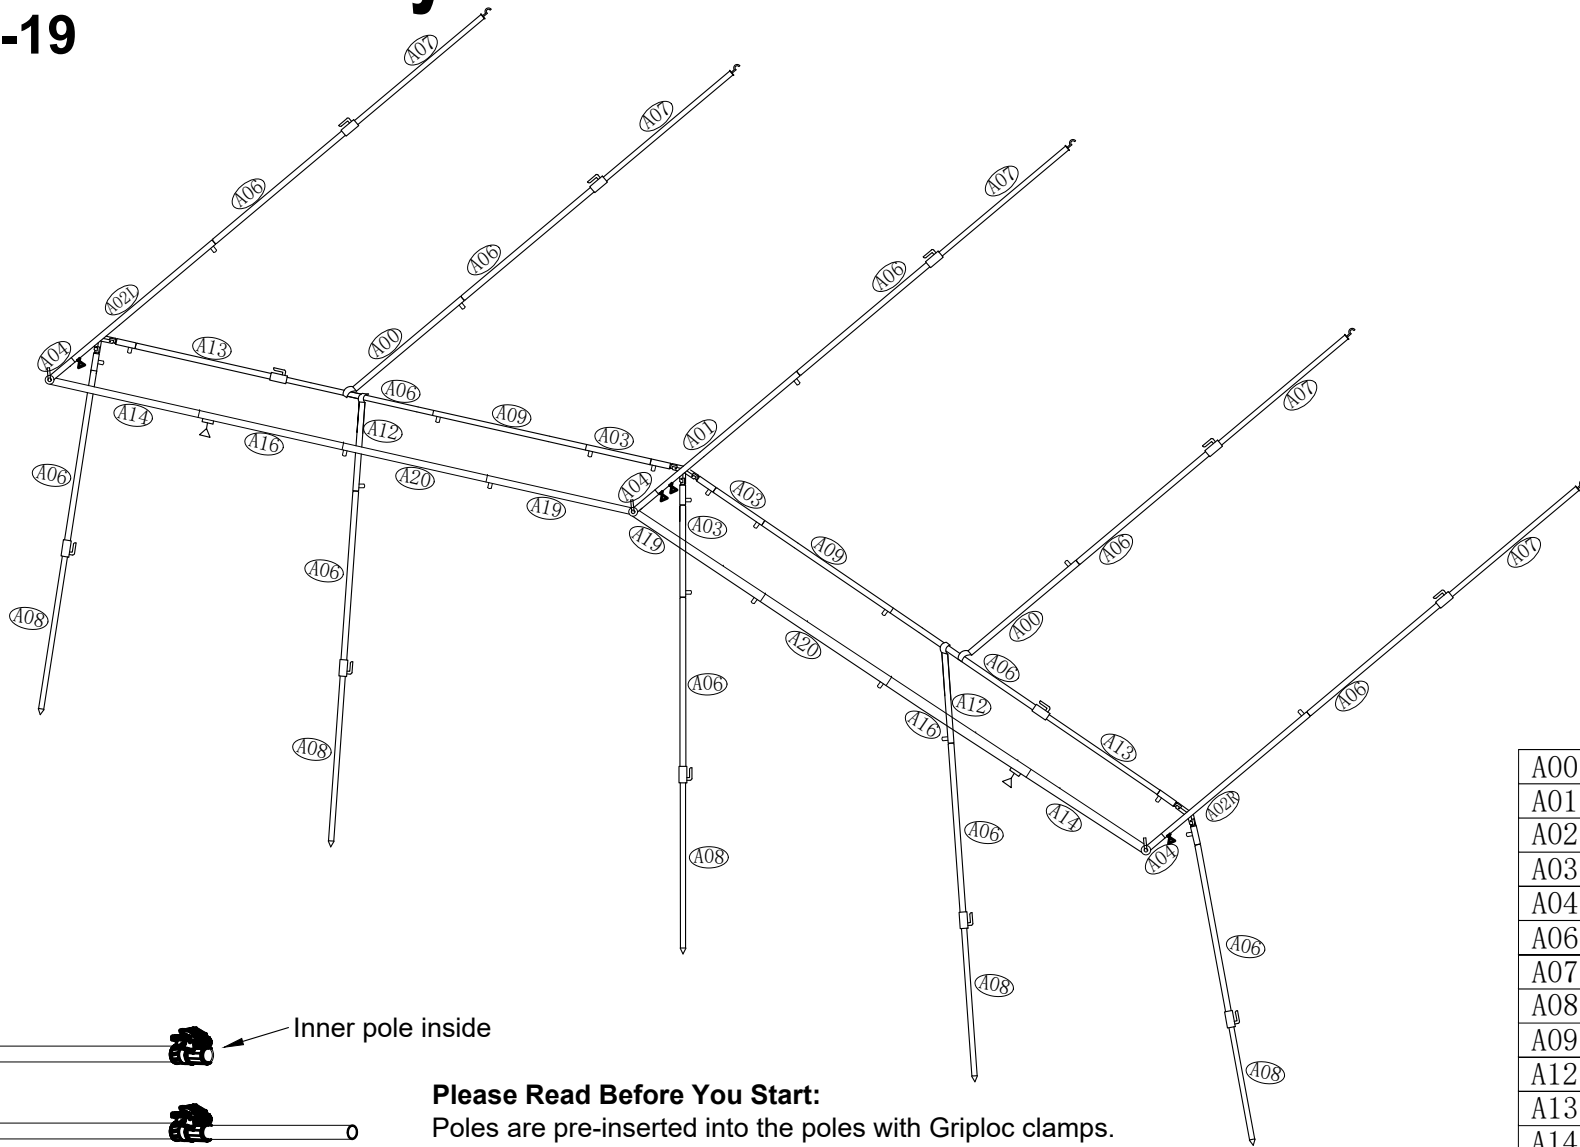 -19
A07
A07
A07
A06
A06
A06
A02L
A00
A04
A13
A06
A09
A03
A12
A14
A16
A20
A19
A06
A08
A06
A08
A01
A04
A03
A03
A19
A09
A20
A06
A08
A07
A06
A00
A06
A12
A16
A13
A14
A06
A08
A07
A06
A02R
A04
A06
A08
A00
A01
A02
A03
A04
A06
A07
A08
A09
A12
A13
A14
Inner pole inside
Please Read Before You Start:
Poles are pre-inserted into the poles with Griploc clamps.